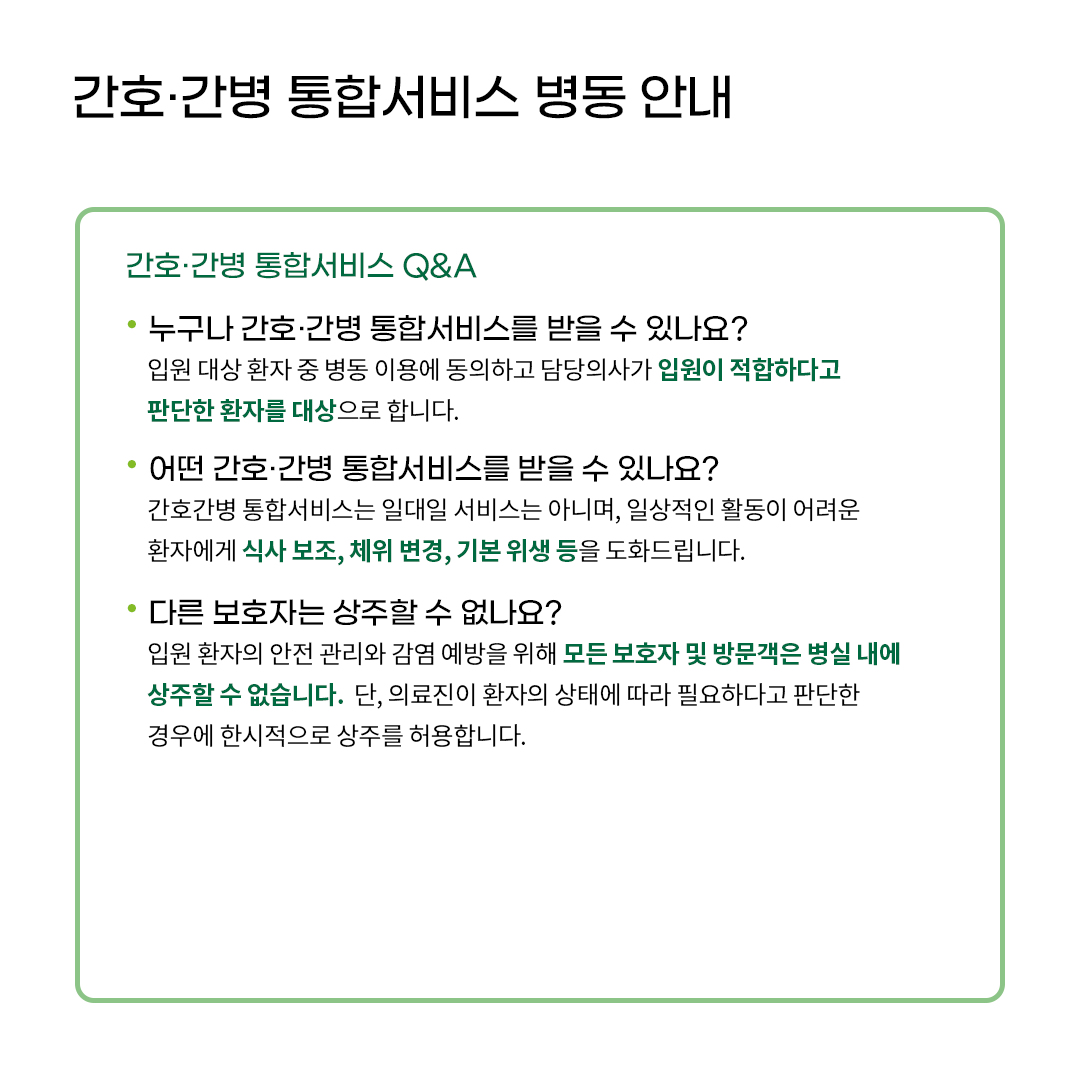 간호·간병 통합서비스 병동 안내
간호·간병 통합서비스 Q&A
• 누구나 간호·간병 통합서비스를 받을 수 있나요?
입원 대상 환자 중 병동 이용에 동의하고 담당의사가 입원이 적합하다고
판단한 환자를 대상으로 합니다.
• 어떤 간호·간병 통합서비스를 받을 수 있나요?
간호간병 통합서비스는 일대일 서비스는 아니며, 일상적인 활동이 어려운
환자에게 식사 보조, 체위 변경, 기본 위생 등을 도화드립니다.
• 다른 보호자는 상주할 수 없나요?
입원 환자의 안전 관리와 감염 예방을 위해 모든 보호자 및 방문객은 병실 내에
상주할 수 없습니다. 단, 의료진이 환자의 상태에 따라 필요하다고 판단한
경우에 한시적으로 상주를 허용합니다.